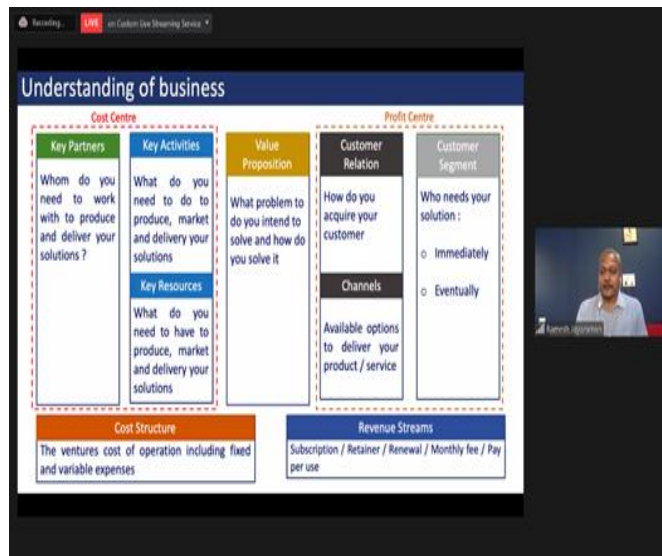 Recording...
LIVE
on Custom Live Streaming Service
Understanding of business
Cost Centre
Profit Centre
Key Partners
Whom do you
need to work
with to produce
and deliver your
solutions ?
Key Activities
What do you
need to do to
produce, market
and delivery your
solutions
Key Resources
What do you
need to have to
produce, market
and delivery your
solutions
Value
Proposition
What problem to
do you intend to
solve and how do
you solve it
Customer
Relation
How do you
acquire your
customer
Channels
Available options
to deliver your
product / service
Customer
Segment
Who needs your
solution :
o Immediately
o Eventually
Cost Structure
The ventures cost of operation including fixed
and variable expenses
Revenue Streams
Subscription / Retainer / Renewal / Monthly fee / Pay
per use
Ramesh